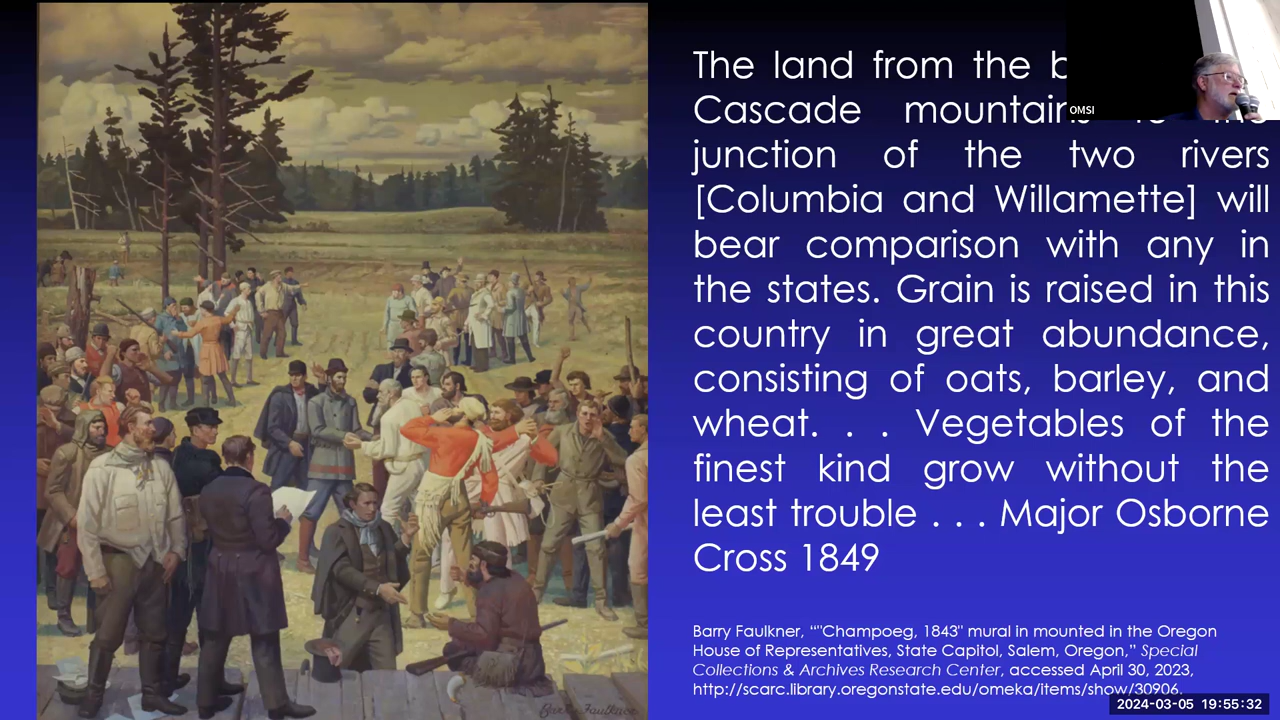 The land from the
Cascade mountains to the
junction of the two rivers
[Columbia and Willamette] will
bear comparison with any in
the states. Grain is raised in this
country in great abundance,
consisting of oats, barley, and
wheat. . . Vegetables of the
finest kind grow without the
least trouble . . . Major Osborne
Cross 1849
Barry Faulkner, “"Champoeg, 1843" mural in mounted in the Oregon
House of Representatives, State Capitol, Salem, Oregon,” Special
Collections & Archives Research Center, accessed April 30, 2023,
http://scarc.library.oregonstate.edu/omeka/items/show/30906.
OMSI
Barry Faulkner
2024-03-05 19:55:32